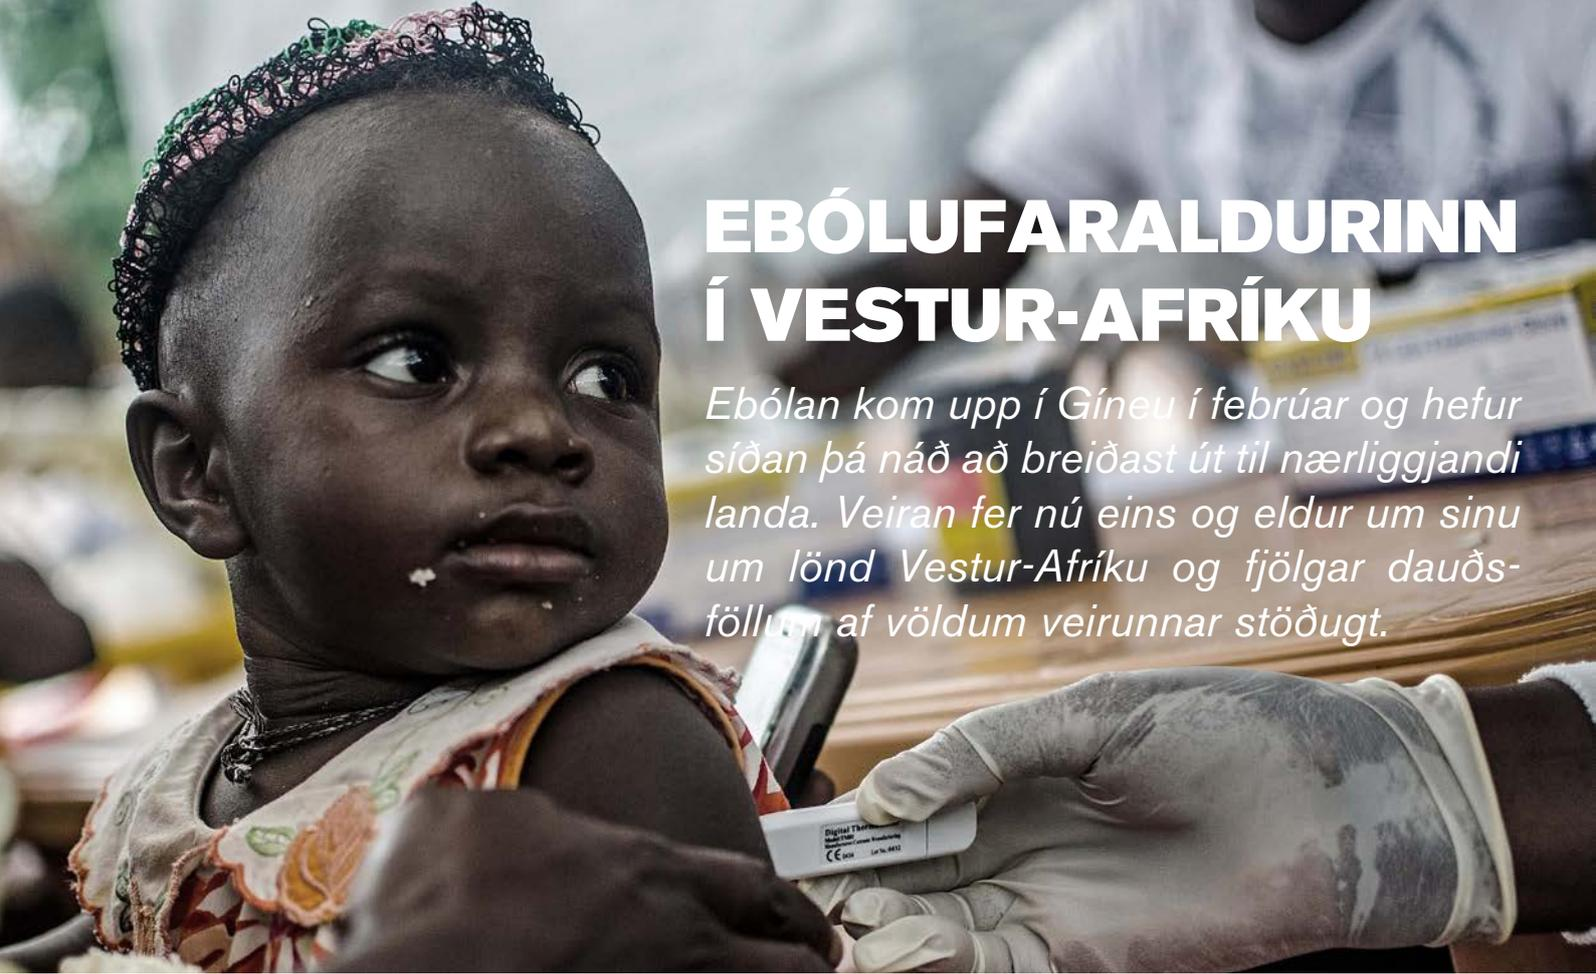 EBÓLUFARALDURINN
Í VESTUR-AFRÍKU
Ebólan kom upp í Gíneu í febrúar og hefur
síðan þá náð að breiðast út til nærliggjandi
landa. Veiran fer nú eins og eldur um sinu
um lönd Vestur-Afríku og fjölgar dauðs-
föllum af völdum veirunnar stöðugt.
Digital
CE